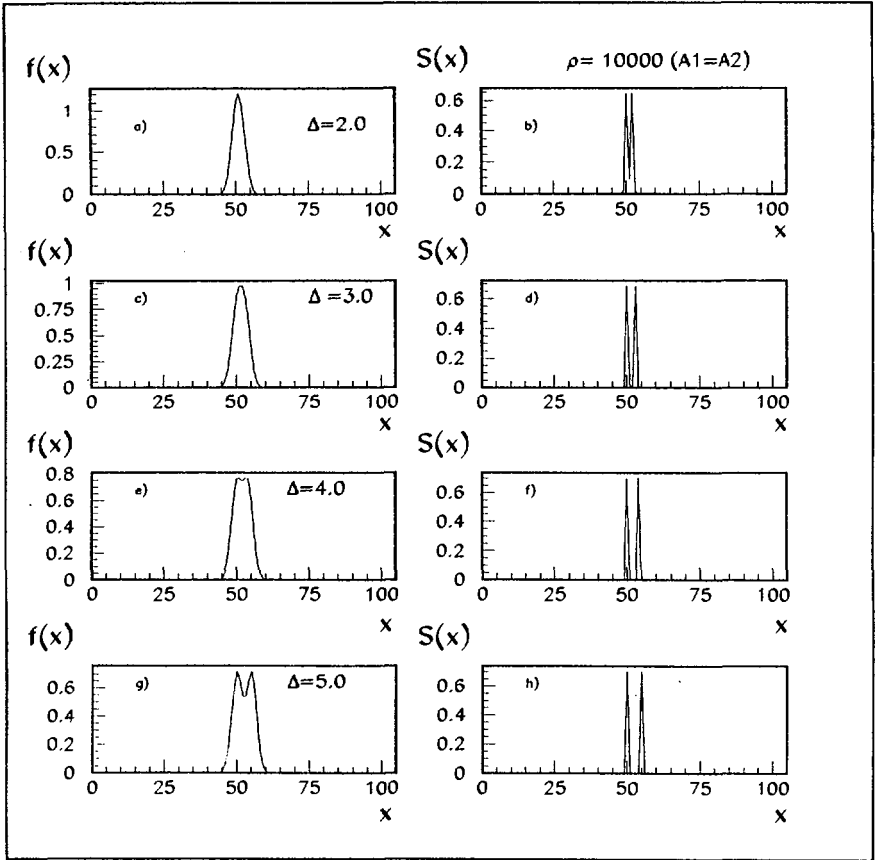 f(x) S(x) ρ= 10000 (A1=A2)
1 0.5 0 a) Δ=2.0
0 25 50 75 100
x
0.6 0.4 0.2 0 b)
0 25 50 75 100
x
f(x) S(x)
1 0.75 0.5 0.25 0 c) Δ =3.0
0 25 50 75 100
x
0.6 0.4 0.2 0 d)
0 25 50 75 100
x
f(x) S(x)
0.8 0.6 0.4 0.2 0 e) Δ=4.0
0 25 50 75 100
x
0.6 0.4 0.2 0 f)
0 25 50 75 100
x
f(x) S(x)
0.6 0.4 0.2 0 g) Δ=5.0
0 25 50 75 100
x
0.6 0.4 0.2 0 h)
0 25 50 75 100
x